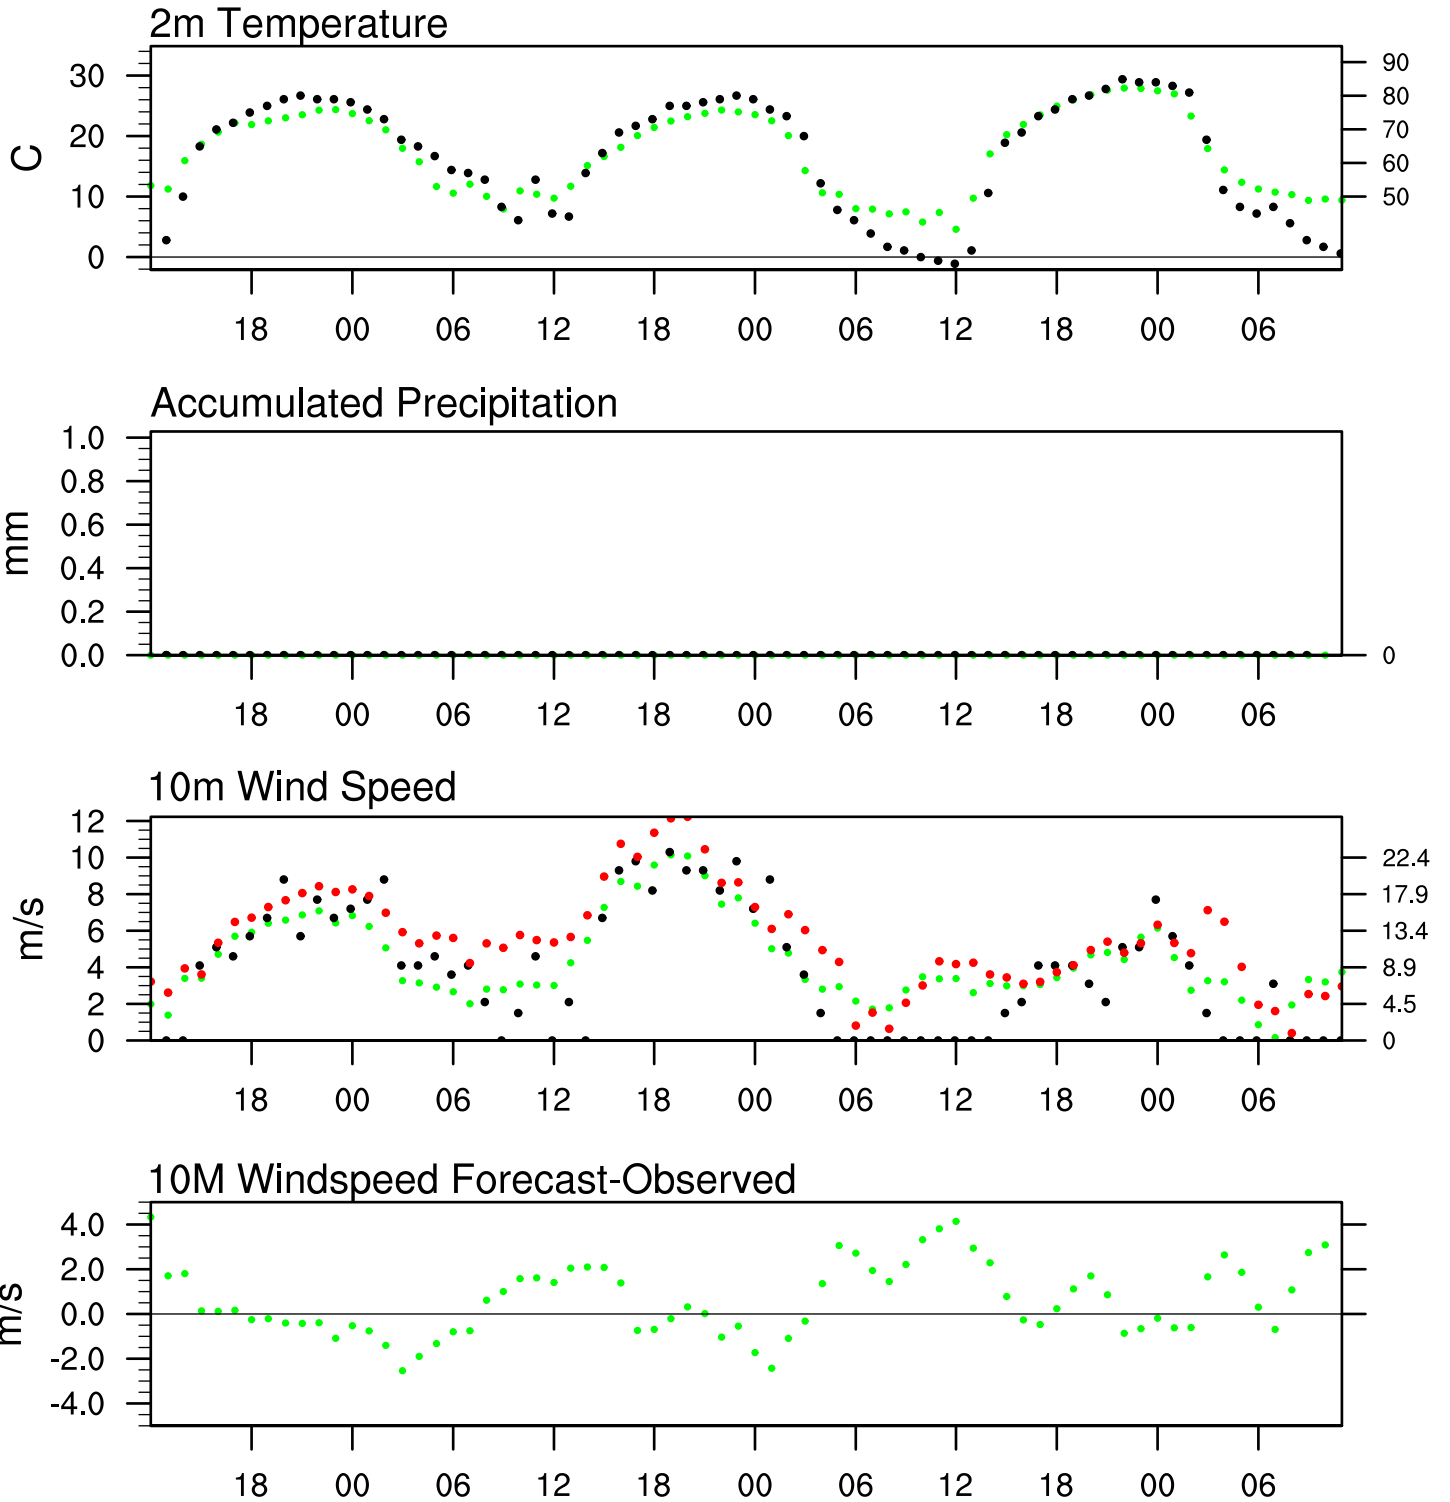 2m Temperature
30
20
10
0
C
90
80
70
60
50
18 00 06 12 18 00 06 12 18 00 06
Accumulated Precipitation
1.0
0.8
0.6
0.4
0.2
0.0
mm
0
18 00 06 12 18 00 06 12 18 00 06
10m Wind Speed
12
10
8
6
4
2
0
m/s
22.4
17.9
13.4
8.9
4.5
0
18 00 06 12 18 00 06 12 18 00 06
10M Windspeed Forecast-Observed
4.0
2.0
0.0
-2.0
-4.0
m/s
18 00 06 12 18 00 06 12 18 00 06